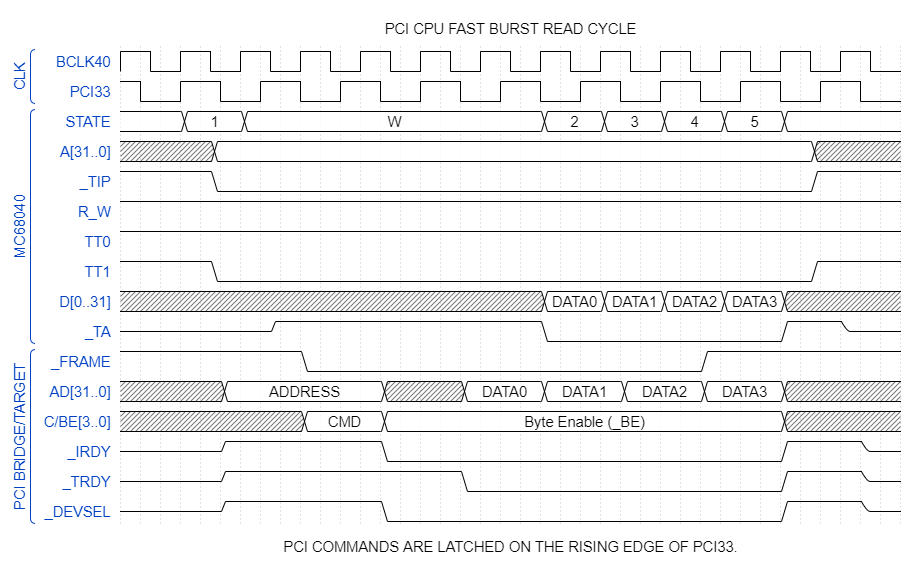 PCI CPU FAST BURST READ CYCLE
CLK
BCLK40
PCI33
MC68040
STATE 1 W 2 3 4 5
A[31..0]
_TIP
R_W
TT0
TT1
D[0..31] DATA0 DATA1 DATA2 DATA3
_TA
PCI BRIDGE/TARGET
_FRAME
AD[31..0] ADDRESS DATA0 DATA1 DATA2 DATA3
C/BE[3..0] CMD Byte Enable (_BE)
_IRDY
_TRDY
_DEVSEL
PCI COMMANDS ARE LATCHED ON THE RISING EDGE OF PCI33.